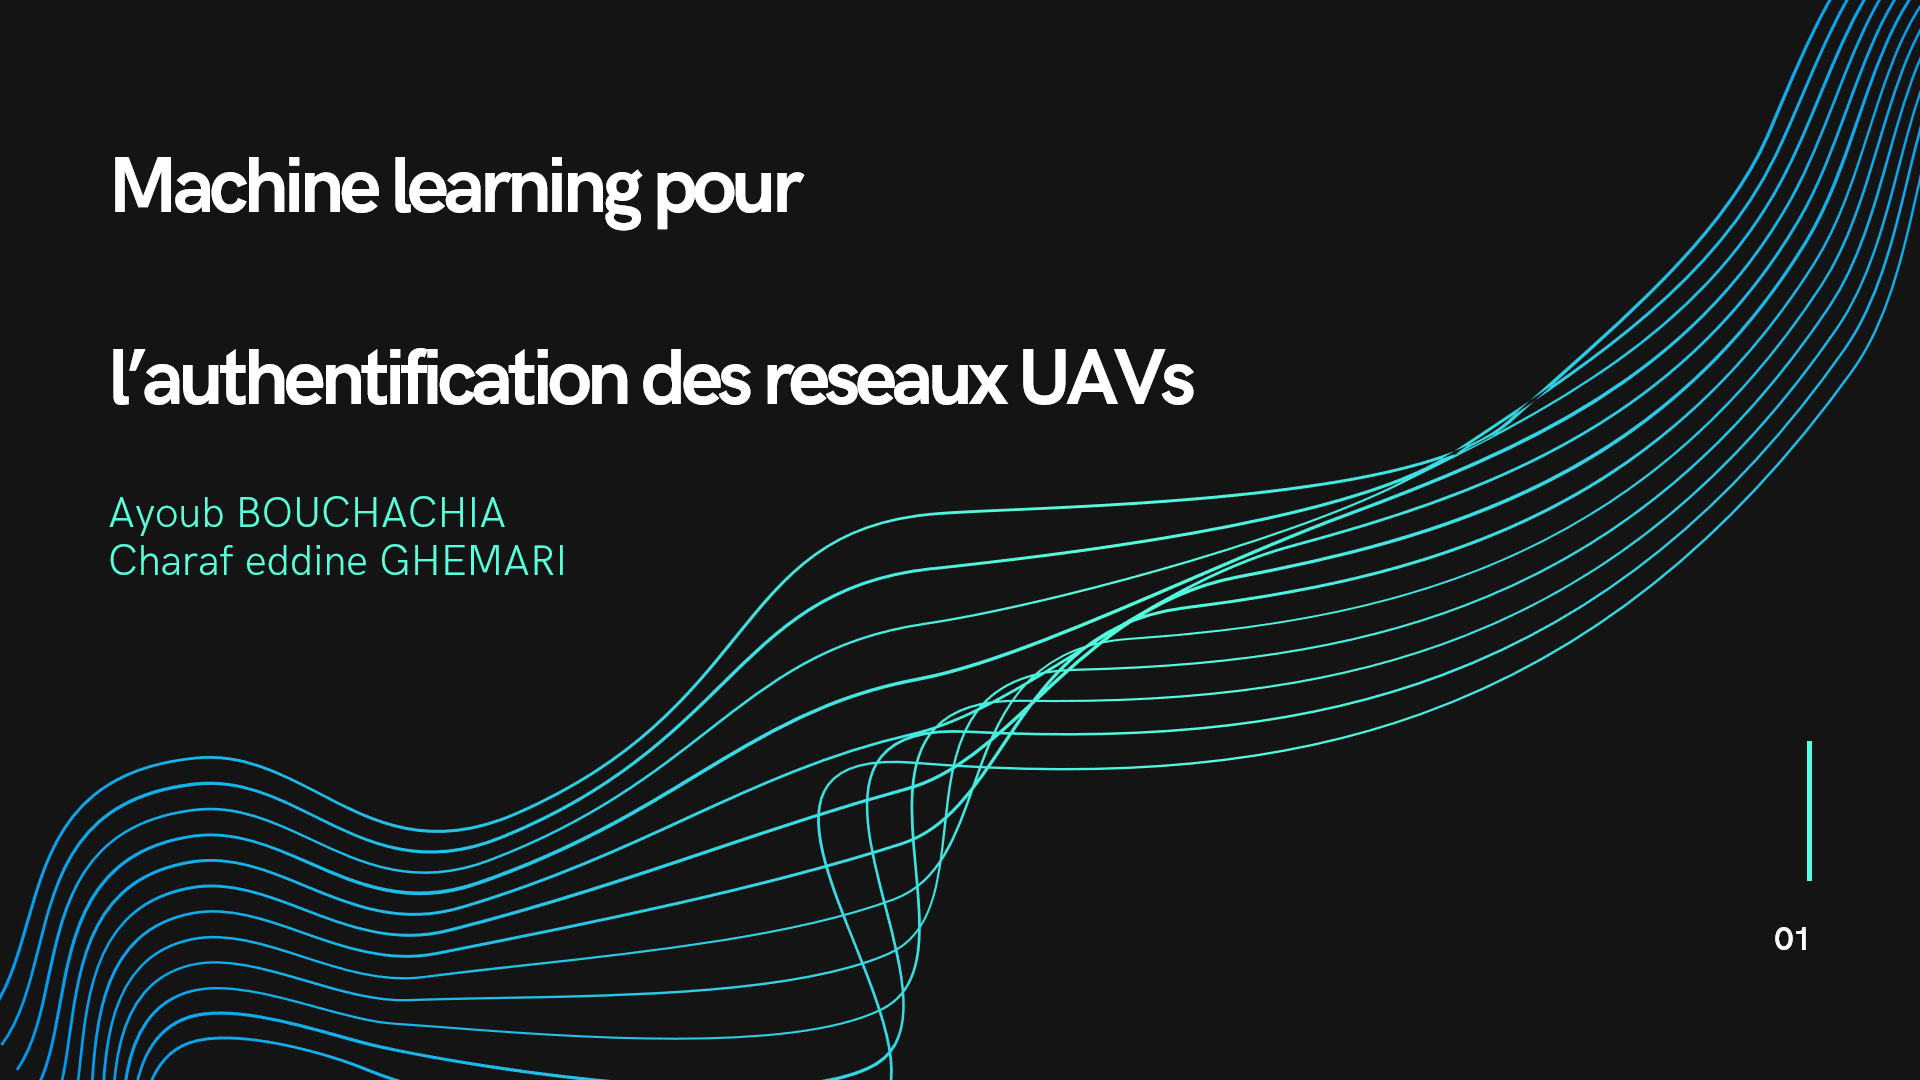 Machine learning pour
l’authentification des reseaux UAVs
Ayoub BOUCHACHIA
Charaf eddine GHEMARI
01